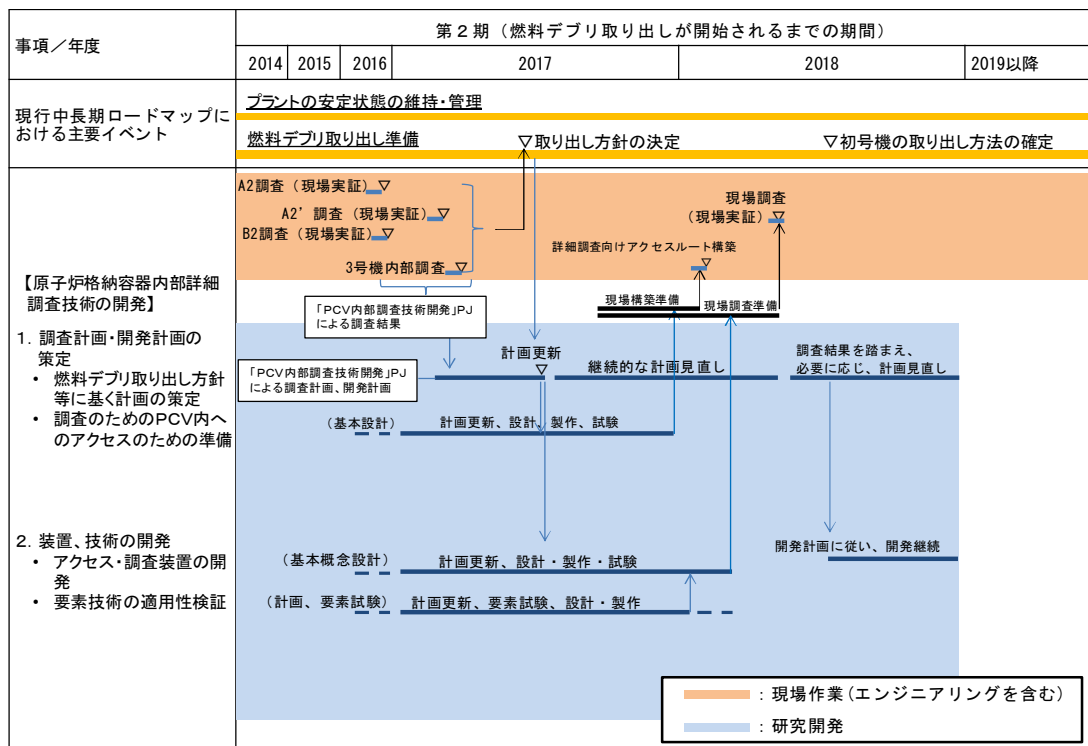 事項／年度
第２期（燃料デブリ取り出しが開始されるまでの期間）
2014
2015
2016
2017
2018
2019以降
現行中長期ロードマップに
おける主要イベント
プラントの安定状態の維持・管理
燃料デブリ取り出し準備
▽取り出し方針の決定
▽初号機の取り出し方法の確定
A2調査（現場実証）▽
A2’調査（現場実証）▽
B2調査（現場実証）▽
3号機内部調査▽
現場調査
（現場実証）▽
詳細調査向けアクセスルート構築
▽
【原子炉格納容器内部詳細
調査技術の開発】
「PCV内部調査技術開発」PJ
による調査結果
現場構築準備
現場調査準備
1．調査計画・開発計画の
策定
• 燃料デブリ取り出し方針
等に基く計画の策定
• 調査のためのPCV内へ
のアクセスのための準備
「PCV内部調査技術開発」PJ
による調査計画、開発計画
計画更新
▽
継続的な計画見直し
調査結果を踏まえ、
必要に応じ、計画見直し
（基本設計）
計画更新、設計、製作、試験
2．装置、技術の開発
• アクセス・調査装置の開
発
• 要素技術の適用性検証
（基本概念設計）
計画更新、設計・製作・試験
開発計画に従い、開発継続
（計画、要素試験）
計画更新、要素試験、設計・製作
：現場作業（エンジニアリングを含む）
：研究開発